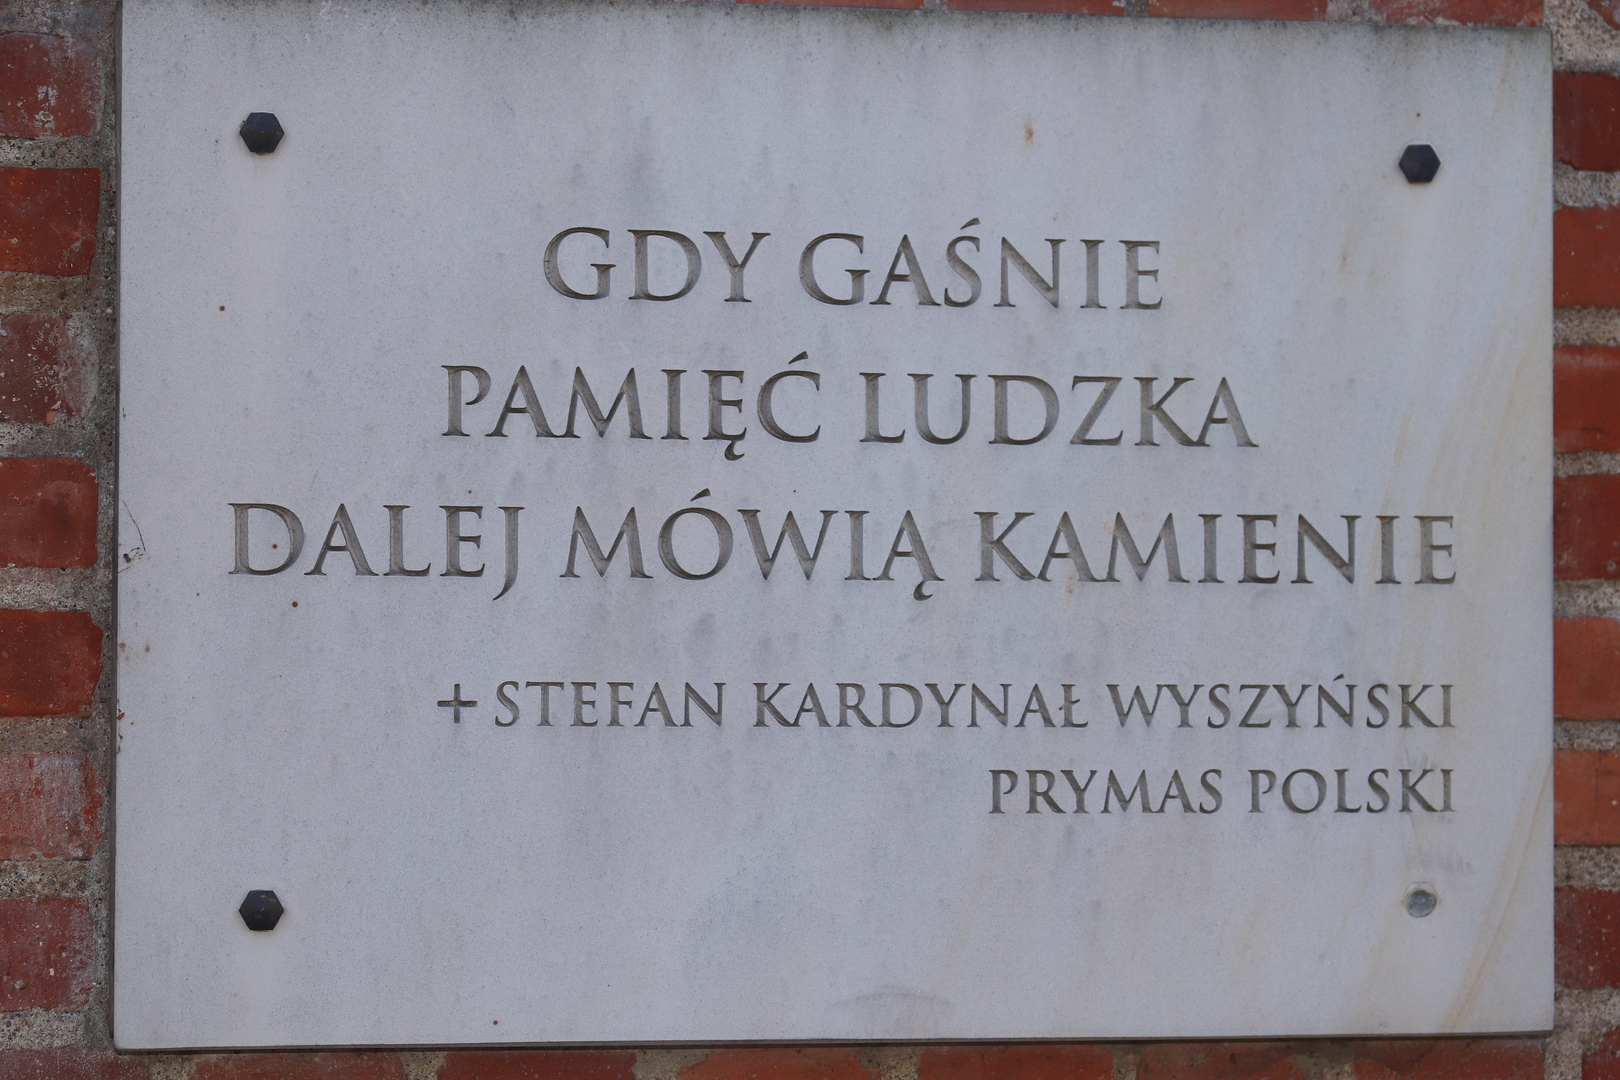 GDY GAŚNIE
PAMIĘĆ LUDZKA
DALEJ MÓWIĄ KAMIENIE
+ STEFAN KARDYNAŁ WYSZYŃSKI
PRYMAS POLSKI